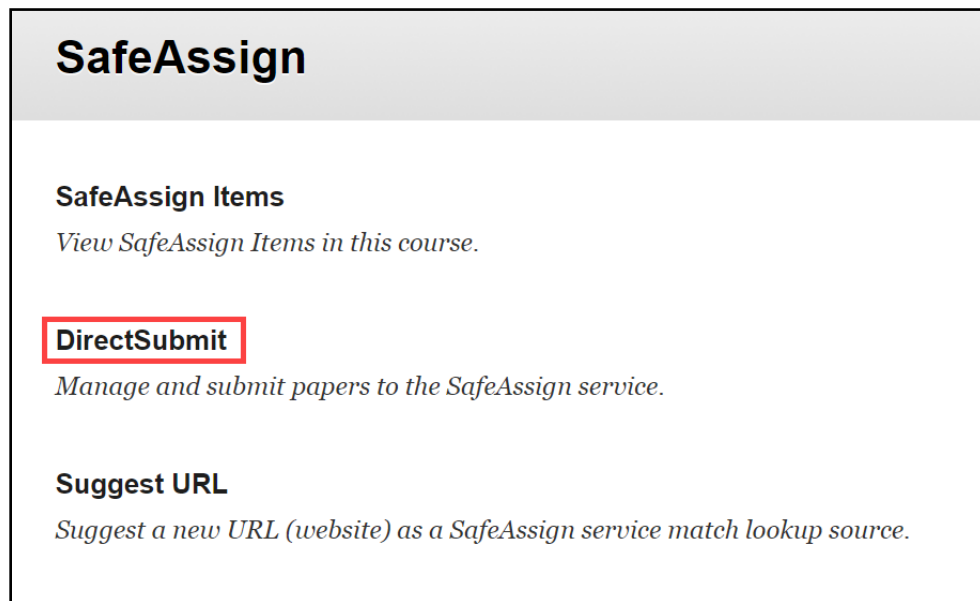 SafeAssign
SafeAssign Items
View SafeAssign Items in this course.
DirectSubmit
Manage and submit papers to the SafeAssign service.
Suggest URL
Suggest a new URL (website) as a SafeAssign service match lookup source.